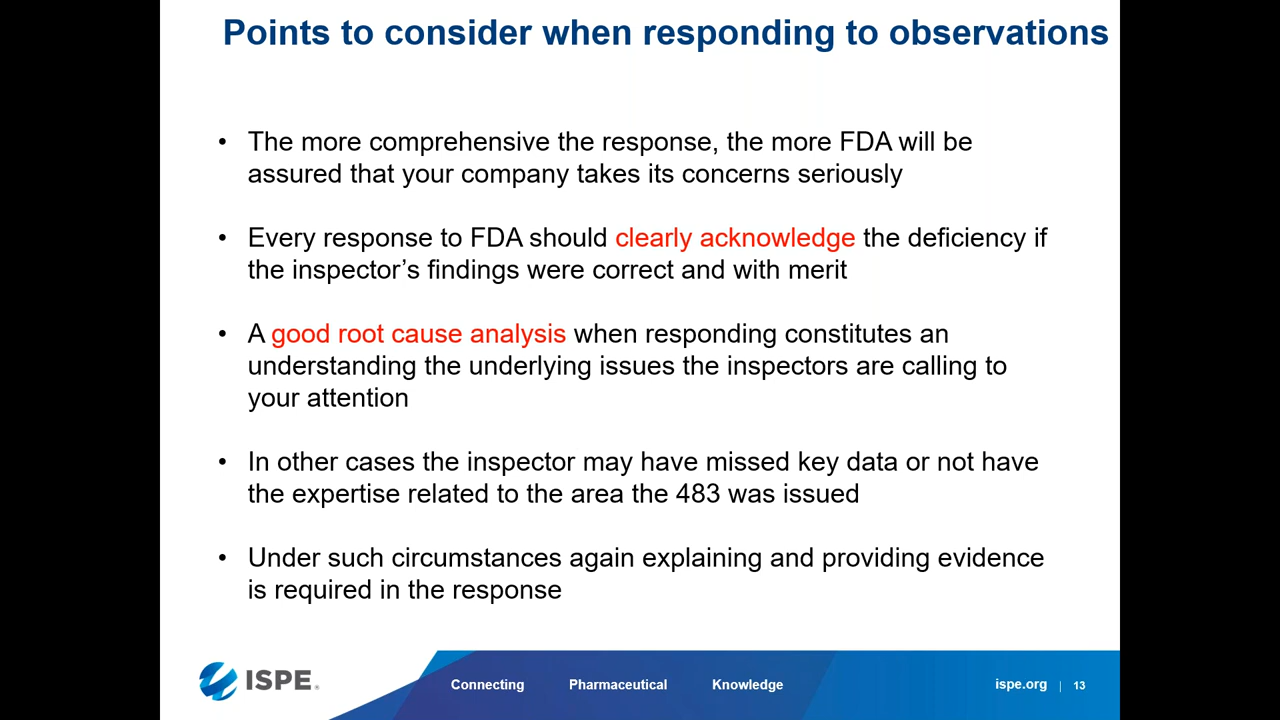 Points to consider when responding to observations
• The more comprehensive the response, the more FDA will be
assured that your company takes its concerns seriously
• Every response to FDA should clearly acknowledge the deficiency if
the inspector’s findings were correct and with merit
• A good root cause analysis when responding constitutes an
understanding the underlying issues the inspectors are calling to
your attention
• In other cases the inspector may have missed key data or not have
the expertise related to the area the 483 was issued
• Under such circumstances again explaining and providing evidence
is required in the response
ISPE®
Connecting Pharmaceutical Knowledge
ispe.org | 13